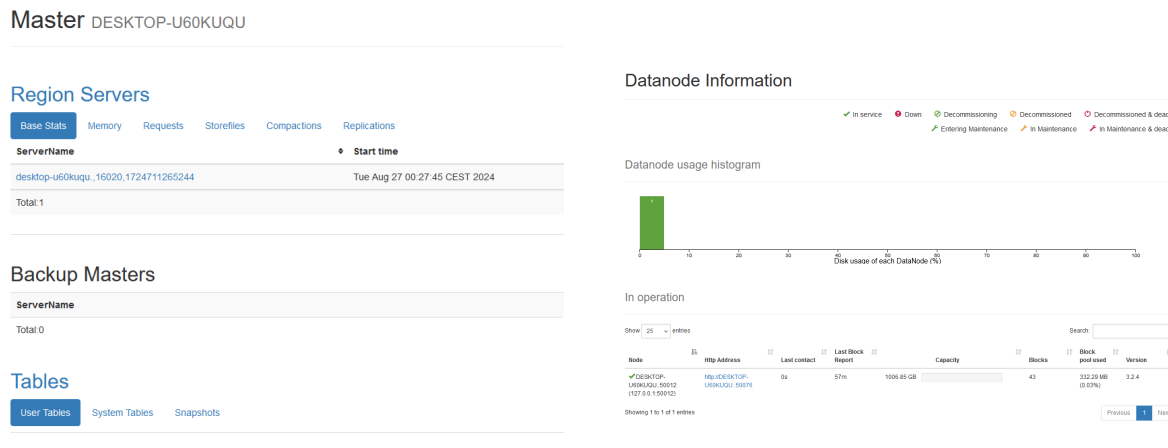 Master DESKTOP-U60KUQU
Region Servers
Base Stats Memory Requests Storefiles Compactions Replications
ServerName Start time
desktop-u60kuqu.,16020,1724711265244 Tue Aug 27 00:27:45 CEST 2024
Total:1
Backup Masters
ServerName
Total:0
Tables
User Tables System Tables Snapshots
Datanode Information
In service Down Decommissioning Decommissioned Decommissioned & dead
Entering Maintenance In Maintenance In Maintenance & dead
Datanode usage histogram
1
0 10 20 30 40 50 60 70 80 90 100
Disk usage of each DataNode (%)
In operation
Show 25 entries Search:
Node Http Address Last contact Last Block Report Capacity Blocks Block pool used Version
DESKTOP-U60KUQU:50012 (127.0.0.1:50012) http://DESKTOP-U60KUQU:50076 0s 57m 1006.85 GB 43 332.29 MB (0.03%) 3.2.4
Showing 1 to 1 of 1 entries
Previous 1